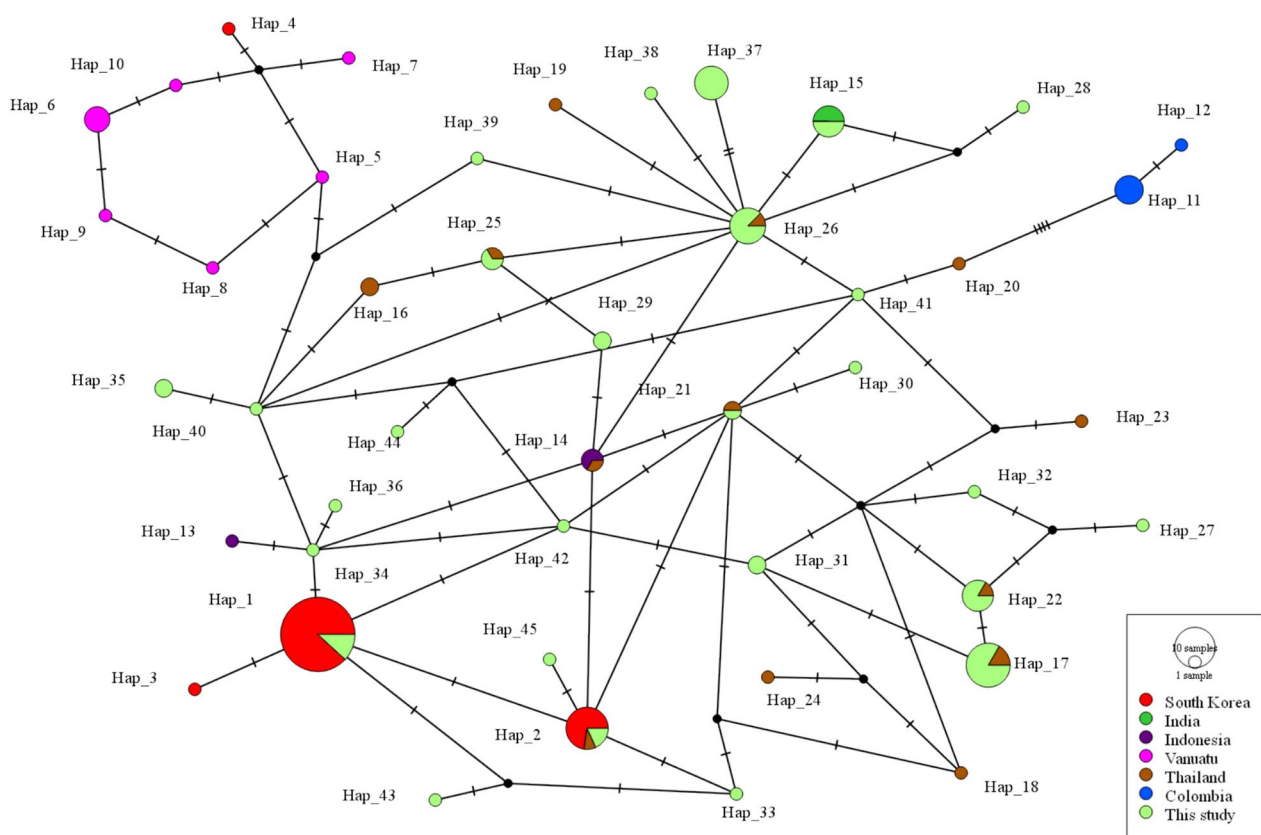 Hap_4
Hap_10
Hap_7
Hap_6
Hap_5
Hap_9
Hap_8
Hap_39
Hap_19
Hap_38
Hap_37
Hap_15
Hap_28
Hap_12
Hap_11
Hap_26
Hap_25
Hap_16
Hap_29
Hap_20
Hap_41
Hap_35
Hap_40
Hap_44
Hap_14
Hap_21
Hap_30
Hap_23
Hap_36
Hap_13
Hap_34
Hap_42
Hap_32
Hap_27
Hap_31
Hap_22
Hap_1
Hap_3
Hap_45
Hap_2
Hap_24
Hap_17
Hap_43
Hap_33
Hap_18
10 samples
1 sample
South Korea
India
Indonesia
Vanuatu
Thailand
Colombia
This study